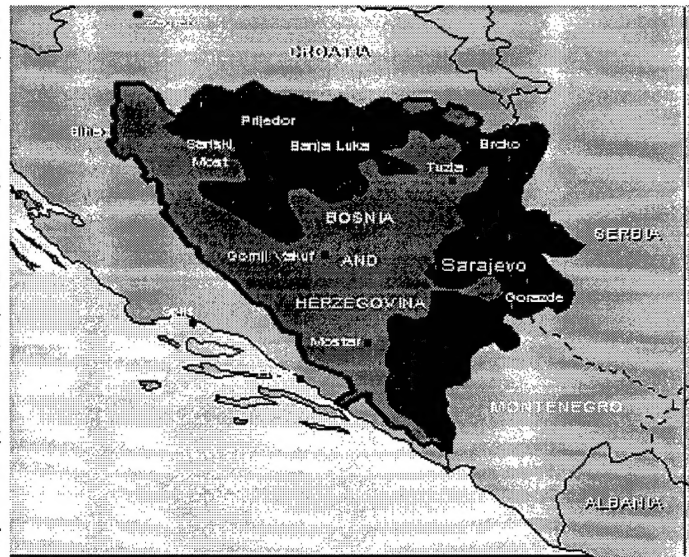 CROATIA
Bihac
Prijedor
Sanski
Most
Banja Luka
Brcko
Tuzla
BOSNIA
SERBIA
Gornji Vakuf
AND
Sarajevo
HERZEGOVINA
Gorazde
Mostar
MONTENEGRO
ALBANIA